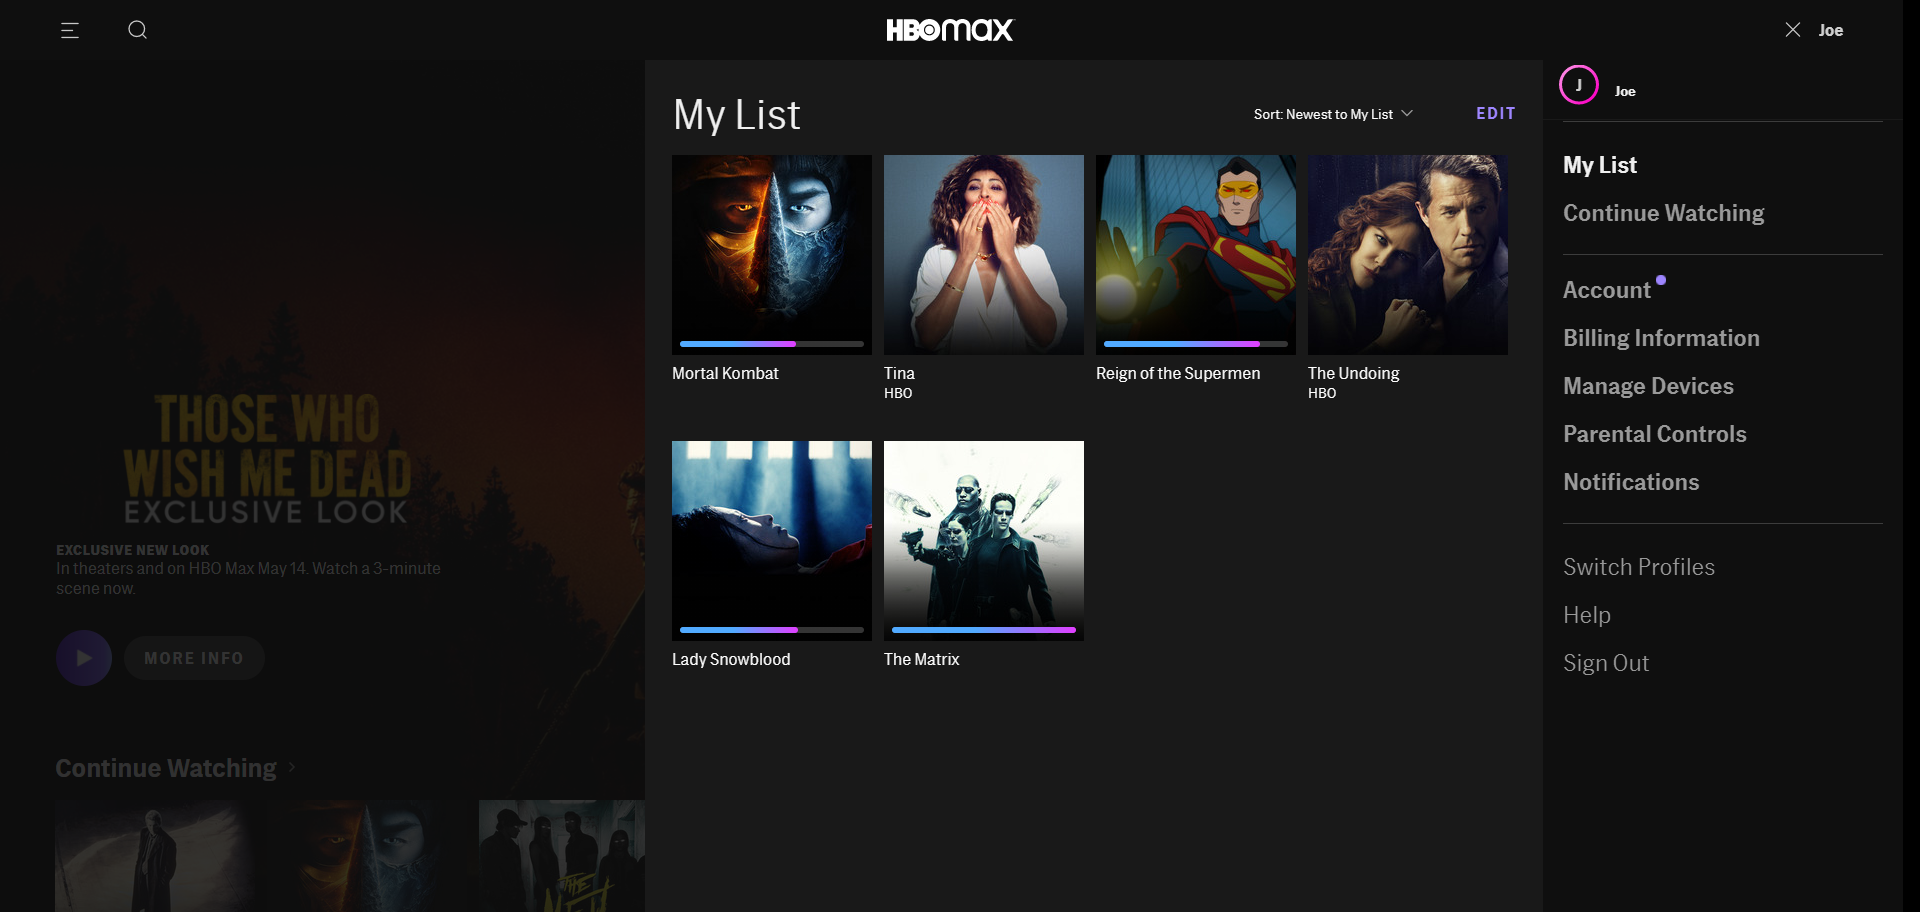 HBOmax
Joe
J
Joe
My List
Sort: Newest to My List
EDIT
Mortal Kombat
Tina
HBO
Reign of the Supermen
The Undoing
HBO
Lady Snowblood
The Matrix
My List
Continue Watching
Account
Billing Information
Manage Devices
Parental Controls
Notifications
Switch Profiles
Help
Sign Out
THOSE WHO
WISH ME DEAD
EXCLUSIVE LOOK
EXCLUSIVE NEW LOOK
In theaters and on HBO Max May 14. Watch a 3-minute
scene now.
MORE INFO
Continue Watching
THE